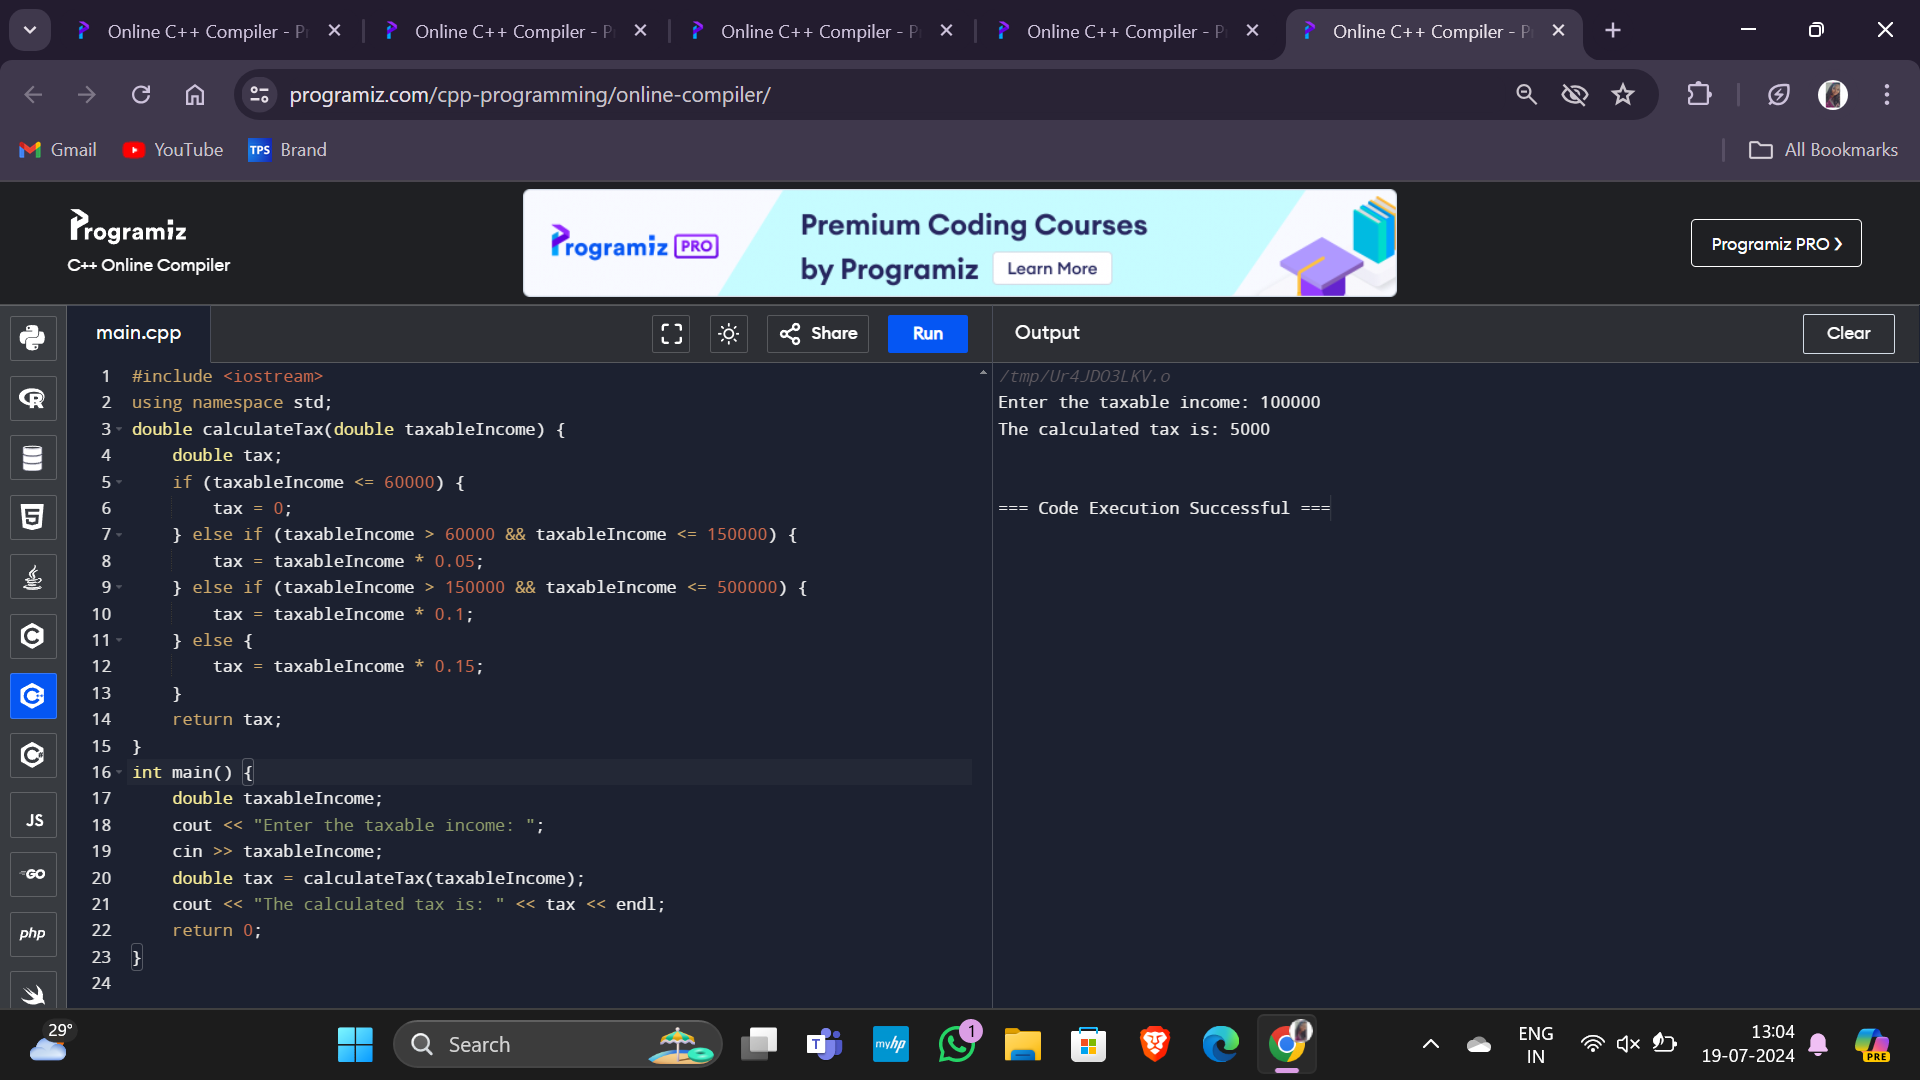 Online C++ Compiler - P
Online C++ Compiler - P
Online C++ Compiler - P
Online C++ Compiler - P
Online C++ Compiler - P
programiz.com/cpp-programming/online-compiler/
Gmail
YouTube
TPS Brand
All Bookmarks
Programiz
C++ Online Compiler
Programiz PRO
Premium Coding Courses
by Programiz
Learn More
Programiz PRO ❯
main.cpp
Share
Run
Output
Clear
1 #include <iostream>
2 using namespace std;
3 double calculateTax(double taxableIncome) {
4     double tax;
5     if (taxableIncome <= 60000) {
6         tax = 0;
7     } else if (taxableIncome > 60000 && taxableIncome <= 150000) {
8         tax = taxableIncome * 0.05;
9     } else if (taxableIncome > 150000 && taxableIncome <= 500000) {
10         tax = taxableIncome * 0.1;
11     } else {
12         tax = taxableIncome * 0.15;
13     }
14     return tax;
15 }
16 int main() {
17     double taxableIncome;
18     cout << "Enter the taxable income: ";
19     cin >> taxableIncome;
20     double tax = calculateTax(taxableIncome);
21     cout << "The calculated tax is: " << tax << endl;
22     return 0;
23 }
24
/tmp/Ur4JDO3LKV.o
Enter the taxable income: 100000
The calculated tax is: 5000
=== Code Execution Successful ===
JS
GO
php
29°
Search
T
myhp
1
ENG
IN
13:04
19-07-2024
PRE